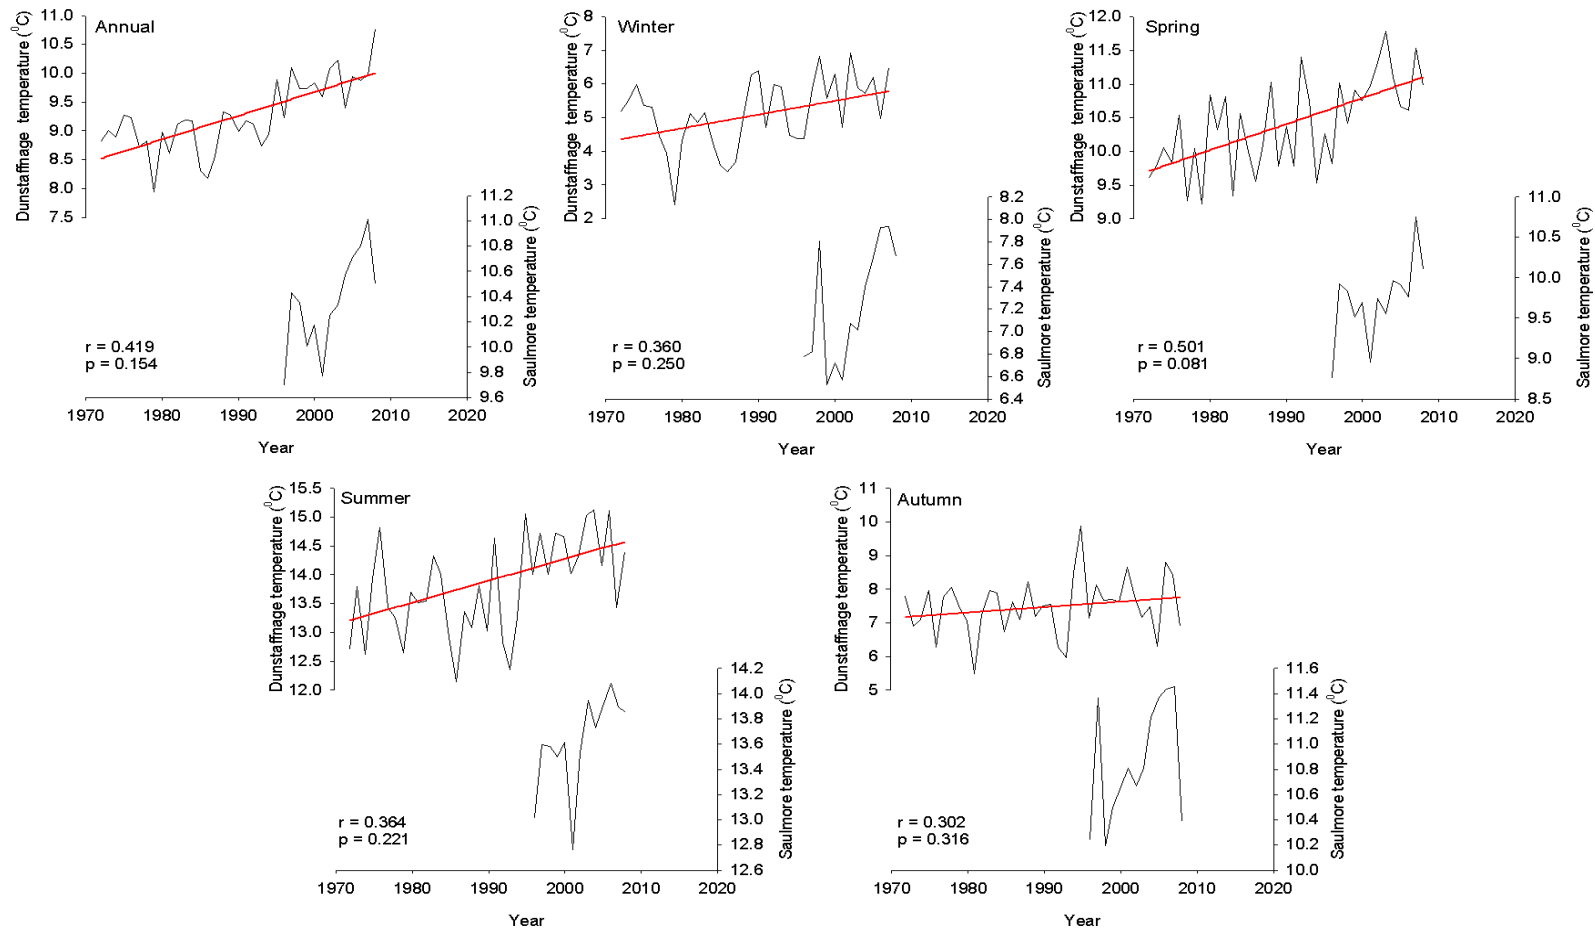 Annual
Dunstaffnage temperature (⁰C)
11.0
10.5
10.0
9.5
9.0
8.5
8.0
7.5
Saulmore temperature (⁰C)
11.2
11.0
10.8
10.6
10.4
10.2
10.0
9.8
9.6
r = 0.419
p = 0.154
1970 1980 1990 2000 2010 2020
Year
Winter
Dunstaffnage temperature (⁰C)
8
7
6
5
4
3
2
Saulmore temperature (⁰C)
8.2
8.0
7.8
7.6
7.4
7.2
7.0
6.8
6.6
6.4
r = 0.360
p = 0.250
1970 1980 1990 2000 2010 2020
Year
Spring
Dunstaffnage temperature (⁰C)
12.0
11.5
11.0
10.5
10.0
9.5
9.0
Saulmore temperature (⁰C)
11.0
10.5
10.0
9.5
9.0
8.5
r = 0.501
p = 0.081
1970 1980 1990 2000 2010 2020
Year
Summer
Dunstaffnage temperature (⁰C)
15.5
15.0
14.5
14.0
13.5
13.0
12.5
12.0
Saulmore temperature (⁰C)
14.2
14.0
13.8
13.6
13.4
13.2
13.0
12.8
12.6
r = 0.364
p = 0.221
1970 1980 1990 2000 2010 2020
Year
Autumn
Dunstaffnage temperature (⁰C)
11
10
9
8
7
6
5
Saulmore temperature (⁰C)
11.6
11.4
11.2
11.0
10.8
10.6
10.4
10.2
10.0
r = 0.302
p = 0.316
1970 1980 1990 2000 2010 2020
Year